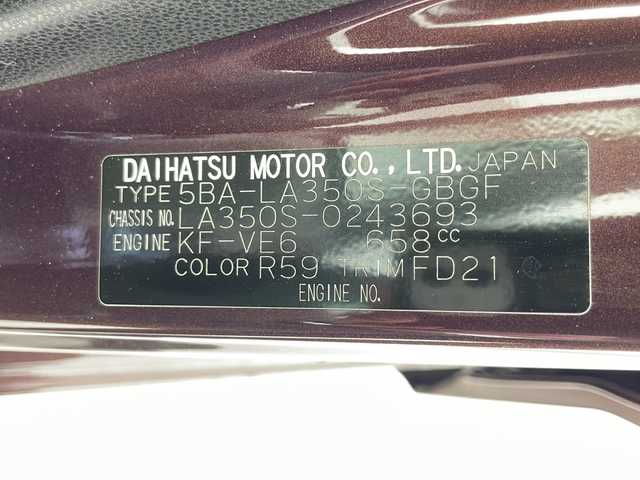 DAIHATSU MOTOR CO., LTD. JAPAN
TYPE 5BA-LA350S-GBGF
CHASSIS NO. LA350S-0243693
ENGINE KF-VE6 658cc
COLOR R59 TRIM FD21
ENGINE NO.